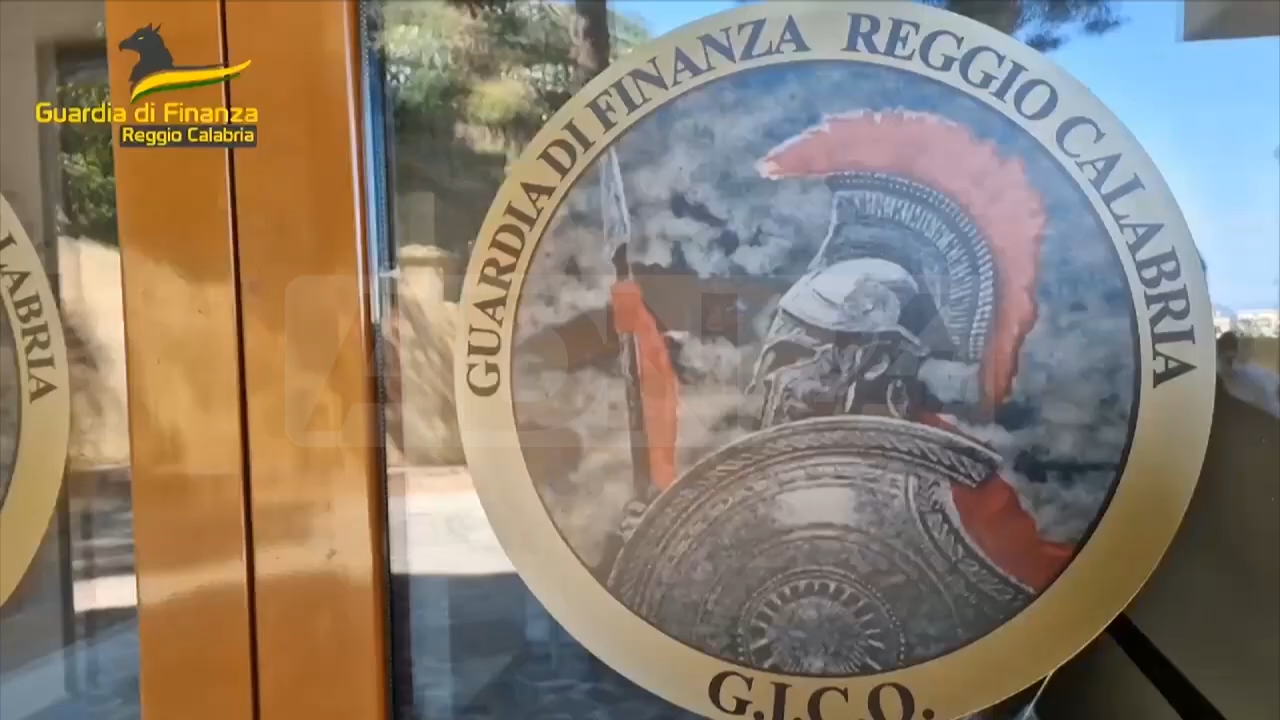 Guardia di Finanza
Reggio Calabria
GUARDIA DI FINANZA REGGIO CALABRIA
G.I.C.O.
LABRIA